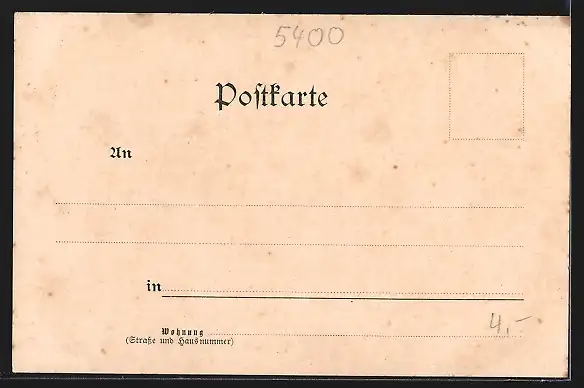 5400
Postkarte
An
in
4.-
Wohnung
(Straße und Hausnummer)